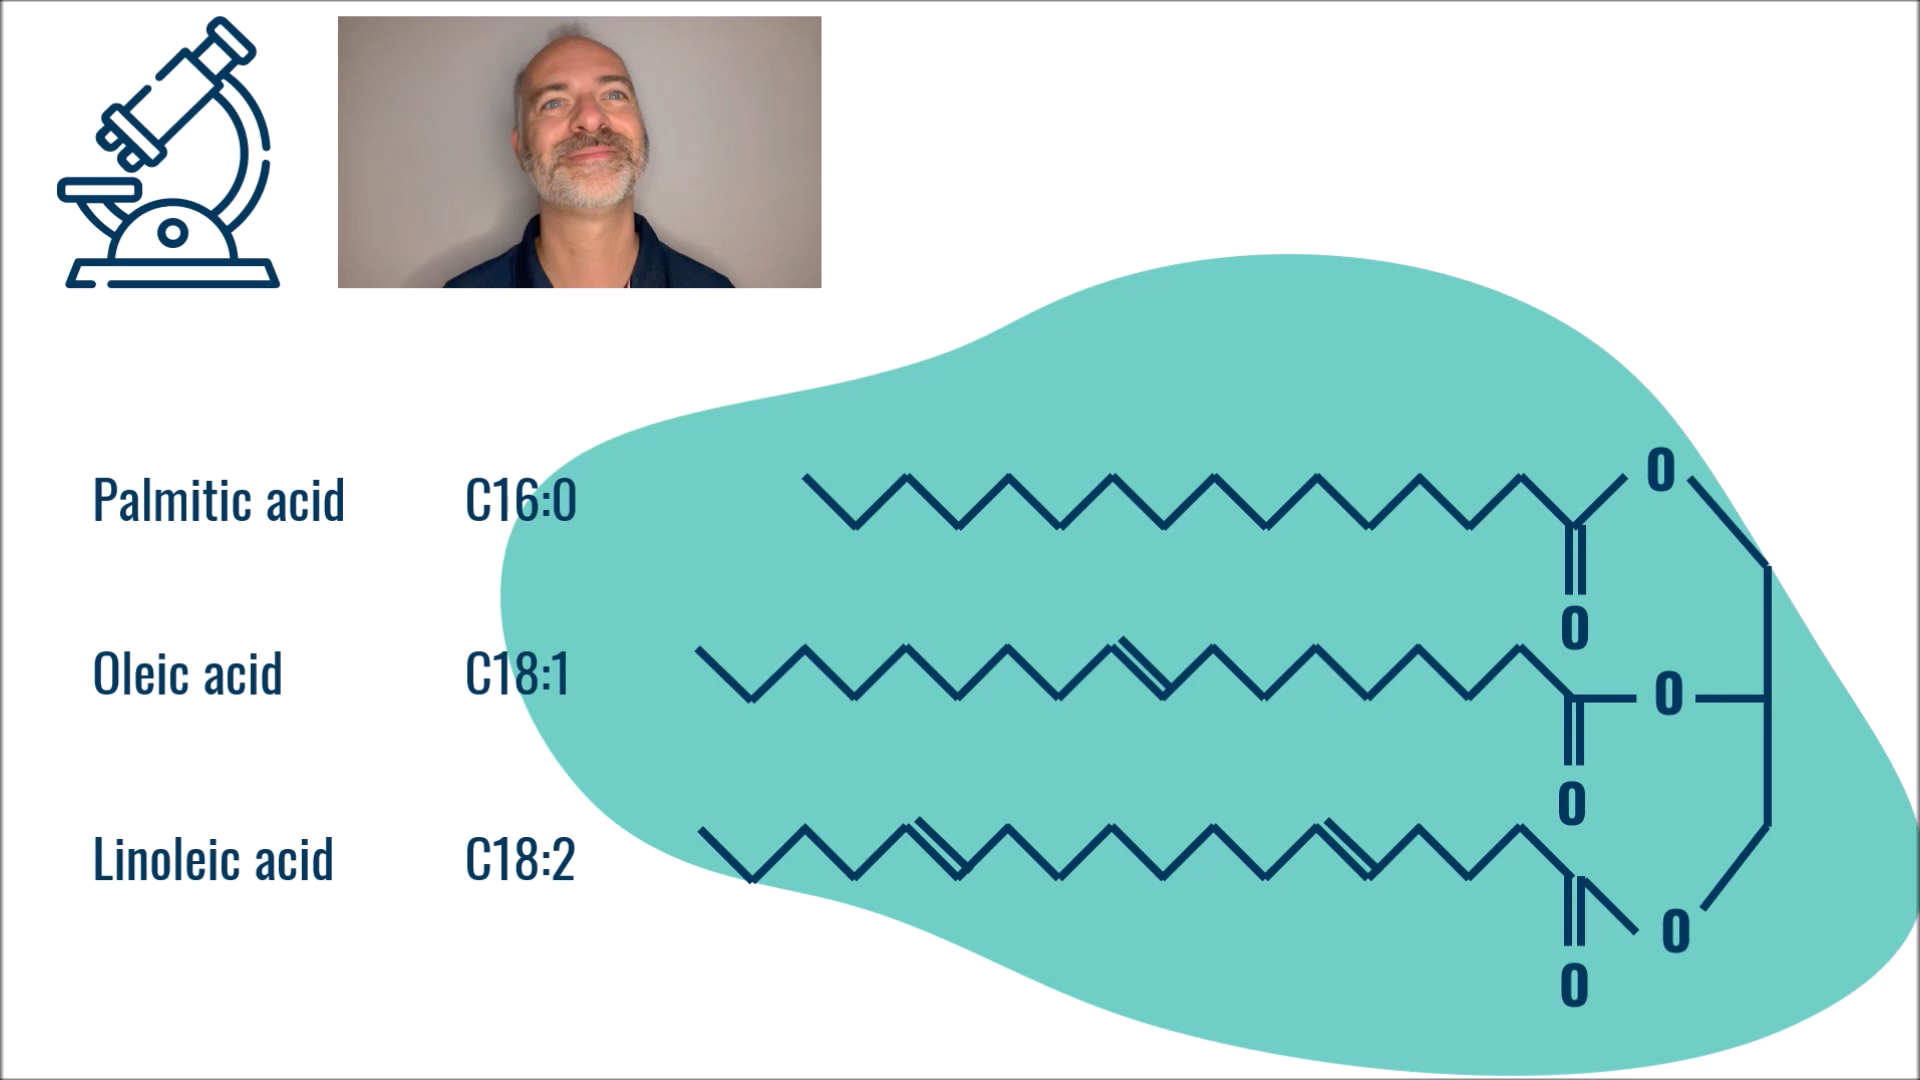 Palmitic acid C16:0
Oleic acid C18:1
Linoleic acid C18:2
O
O
O
O
O
O